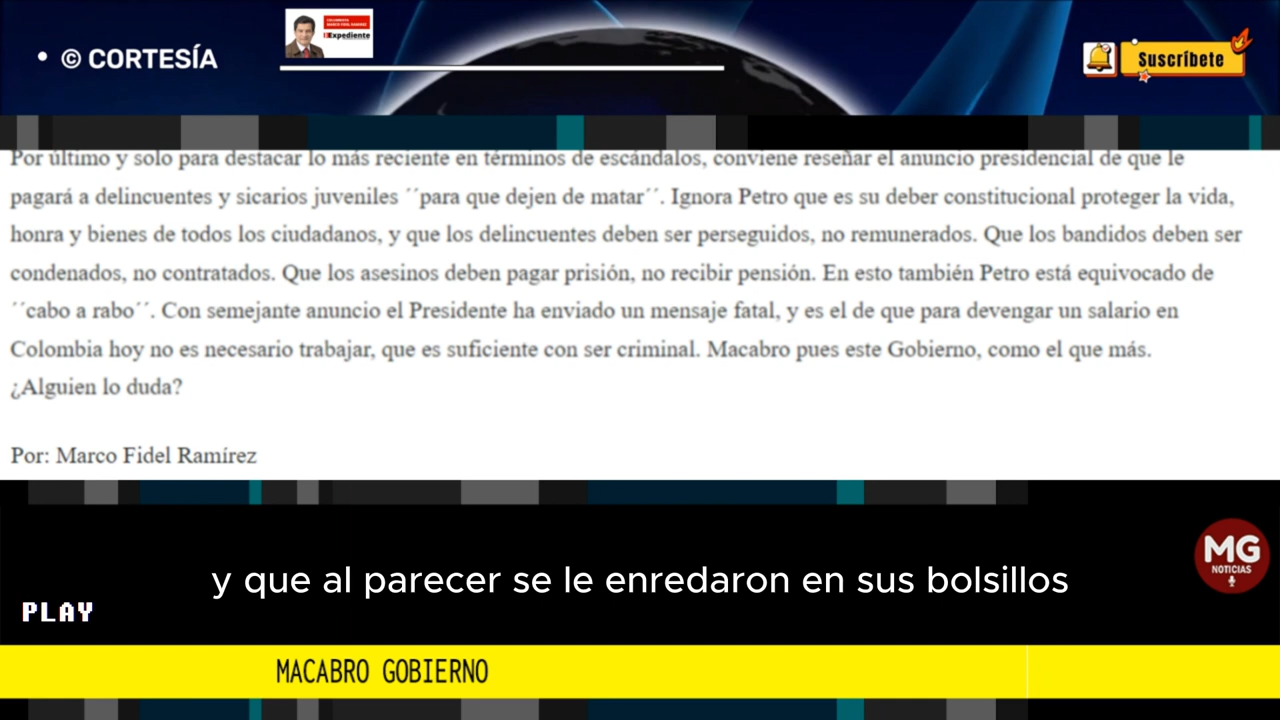 • © CORTESÍA
COLUMNISTA
MARCO FIDEL RAMIREZ
Expediente
Suscríbete
Por último y solo para destacar lo más reciente en términos de escándalos, conviene reseñar el anuncio presidencial de que le
pagará a delincuentes y sicarios juveniles ´´para que dejen de matar´´. Ignora Petro que es su deber constitucional proteger la vida,
honra y bienes de todos los ciudadanos, y que los delincuentes deben ser perseguidos, no remunerados. Que los bandidos deben ser
condenados, no contratados. Que los asesinos deben pagar prisión, no recibir pensión. En esto también Petro está equivocado de
´´cabo a rabo´´. Con semejante anuncio el Presidente ha enviado un mensaje fatal, y es el de que para devengar un salario en
Colombia hoy no es necesario trabajar, que es suficiente con ser criminal. Macabro pues este Gobierno, como el que más.
¿Alguien lo duda?
Por: Marco Fidel Ramírez
MG
NOTICIAS
y que al parecer se le enredaron en sus bolsillos
PLAY
MACABRO GOBIERNO